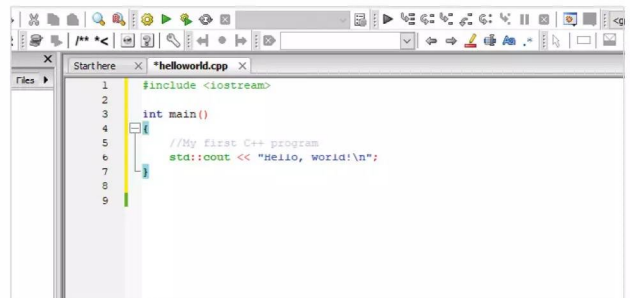 /** *<
Files
Start here
*helloworld.cpp
1 #include <iostream>
2
3 int main()
4 {
5 //My first C++ program
6 std::cout << "Hello, world!\n";
7 }
8
9